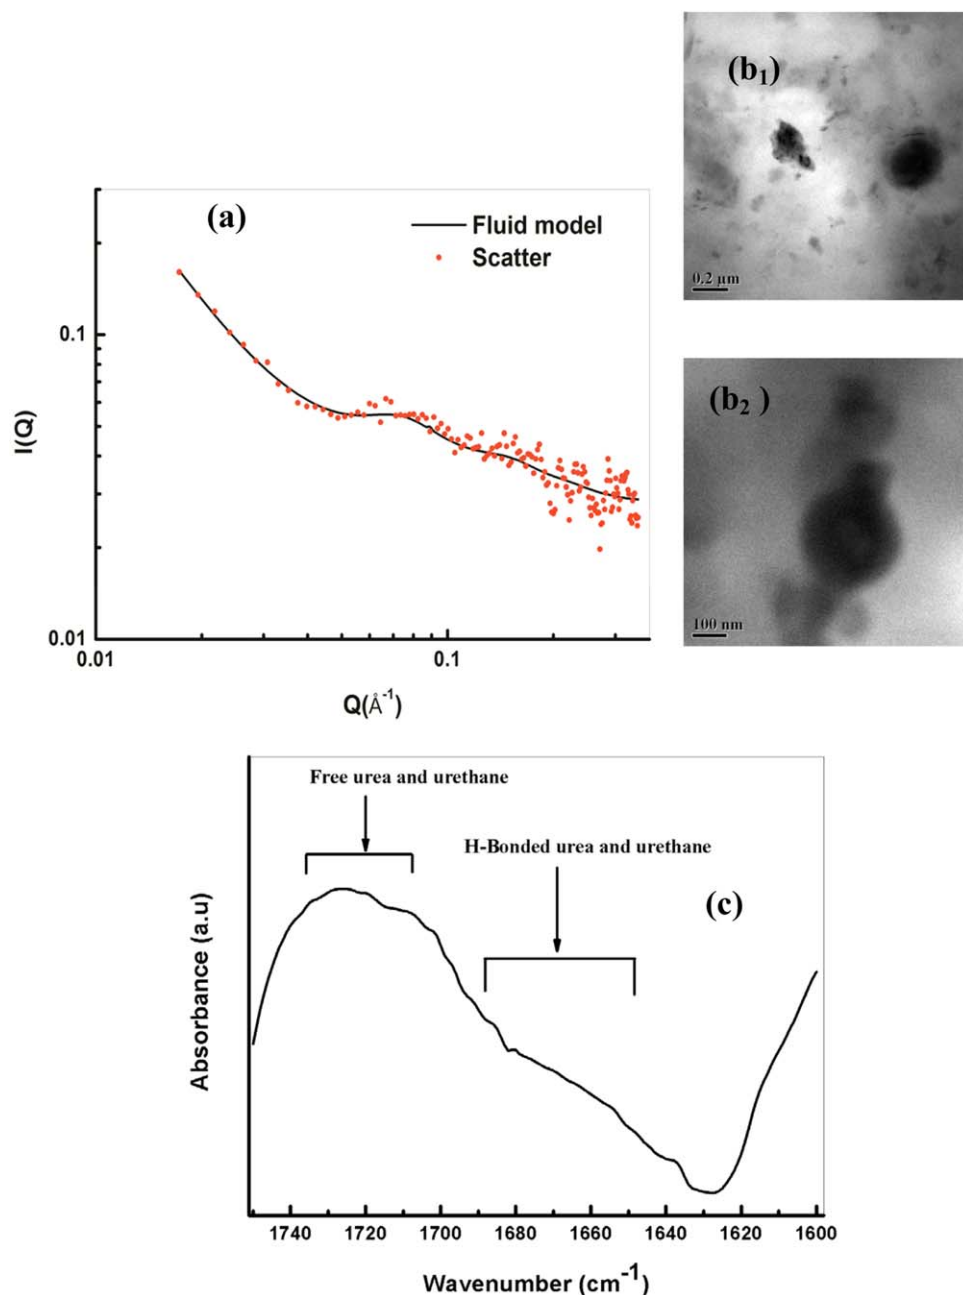 (b₁)
0.2 µm
(a)
Fluid model
Scatter
0.1
I(Q)
0.01
0.01
0.1
Q(Å⁻¹)
(b₂ )
100 nm
Free urea and urethane
H-Bonded urea and urethane
(c)
Absorbance (a.u)
1740 1720 1700 1680 1660 1640 1620 1600
Wavenumber (cm⁻¹)